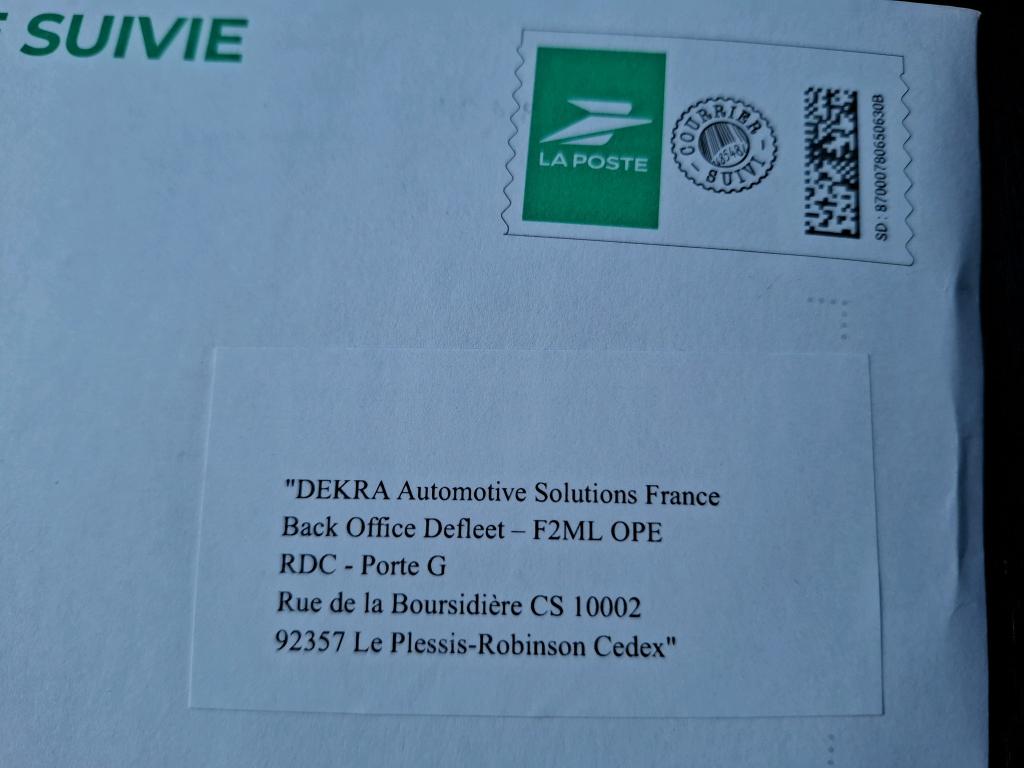 SUIVIE
LA POSTE
COURRIER
SUIVI
SD : 87000780650630B
"DEKRA Automotive Solutions France
Back Office Defleet – F2ML OPE
RDC - Porte G
Rue de la Boursidière CS 10002
92357 Le Plessis-Robinson Cedex"